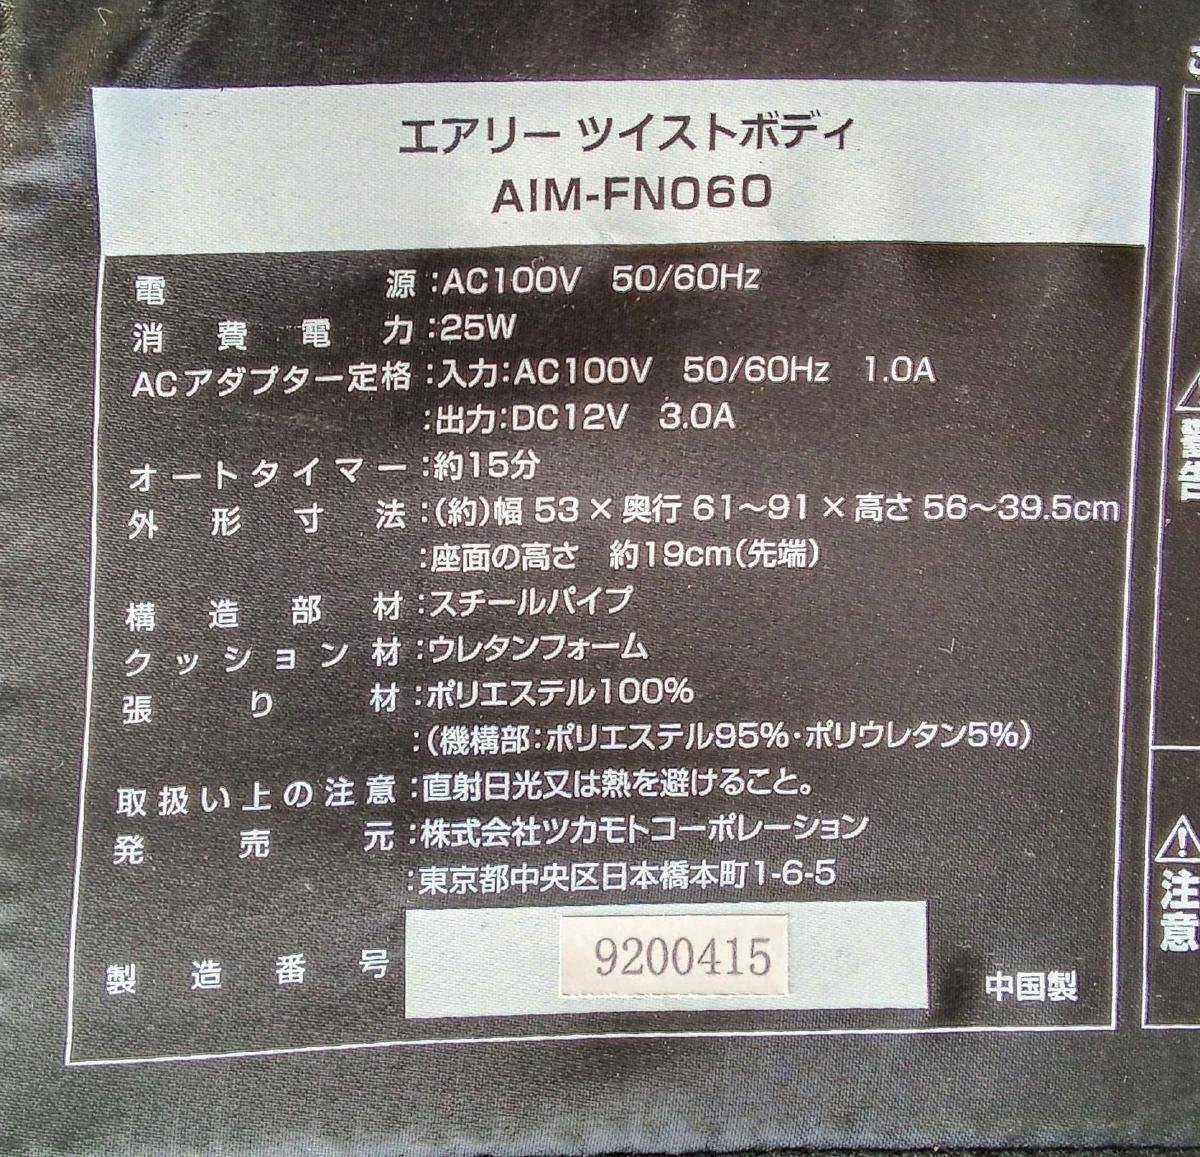 エアリー ツイストボディ
AIM-FN060
電源:AC100V 50/60Hz
消費電力:25W
ACアダプター定格:入力:AC100V 50/60Hz 1.0A
:出力:DC12V 3.0A
オートタイマー:約15分
外形寸法:(約)幅 53×奥行 61〜91×高さ 56〜39.5cm
:座面の高さ 約19cm(先端)
構造部材:スチールパイプ
クッション材:ウレタンフォーム
張り材:ポリエステル100%
:(機構部:ポリエステル95%・ポリウレタン5%)
取扱い上の注意:直射日光又は熱を避けること。
発売元:株式会社ツカモトコーポレーション
:東京都中央区日本橋本町1-6-5
製造番号 9200415 中国製
警告
注意